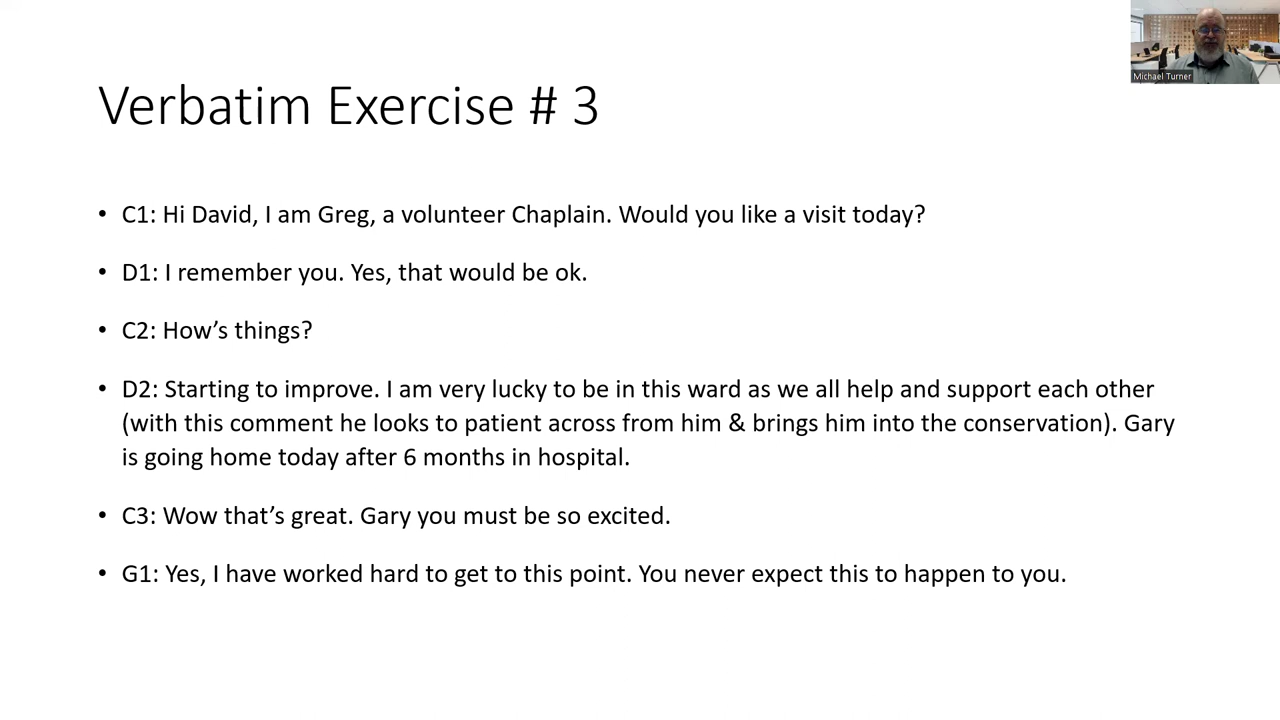 Michael Turner
Verbatim Exercise # 3
• C1: Hi David, I am Greg, a volunteer Chaplain. Would you like a visit today?
• D1: I remember you. Yes, that would be ok.
• C2: How’s things?
• D2: Starting to improve. I am very lucky to be in this ward as we all help and support each other
(with this comment he looks to patient across from him & brings him into the conservation). Gary
is going home today after 6 months in hospital.
• C3: Wow that’s great. Gary you must be so excited.
• G1: Yes, I have worked hard to get to this point. You never expect this to happen to you.